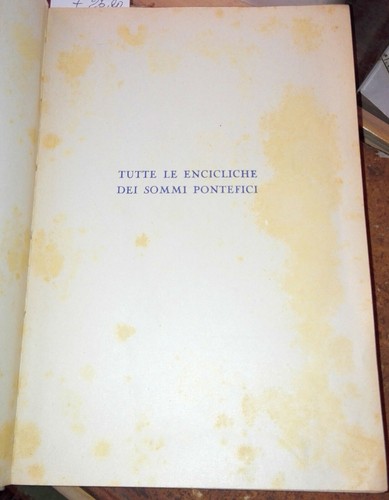 TUTTE LE ENCICLICHE
DEI SOMMI PONTEFICI